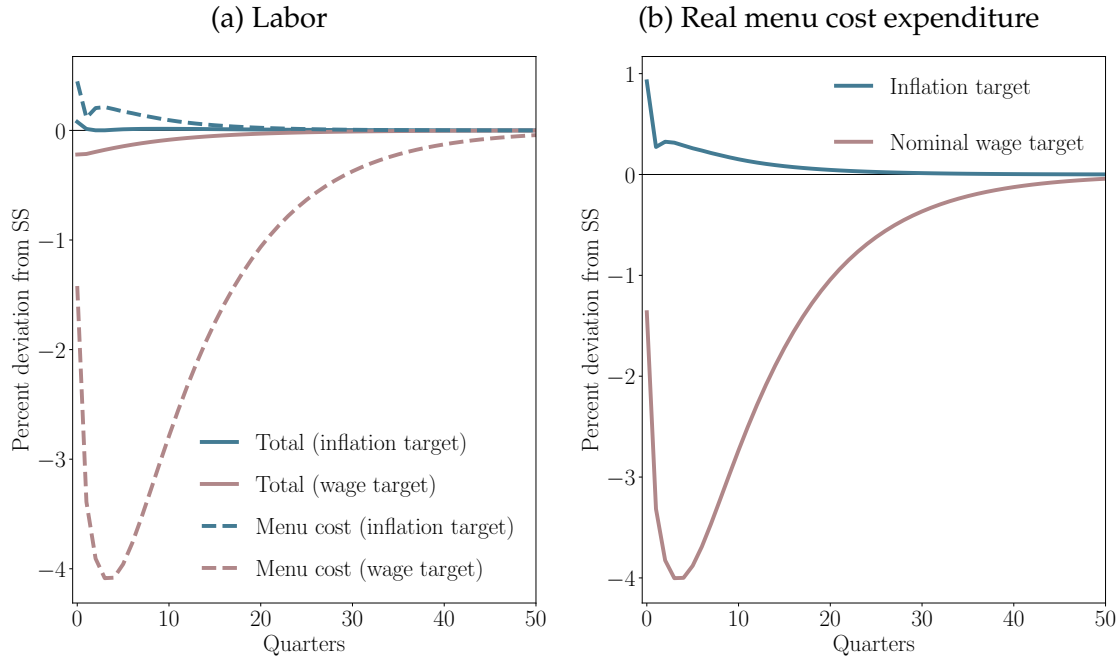 (a) Labor
Percent deviation from SS
0
−1
−2
−3
−4
Total (inflation target)
Total (wage target)
Menu cost (inflation target)
Menu cost (wage target)
0 10 20 30 40 50
Quarters
(b) Real menu cost expenditure
Percent deviation from SS
1
0
−1
−2
−3
−4
Inflation target
Nominal wage target
0 10 20 30 40 50
Quarters